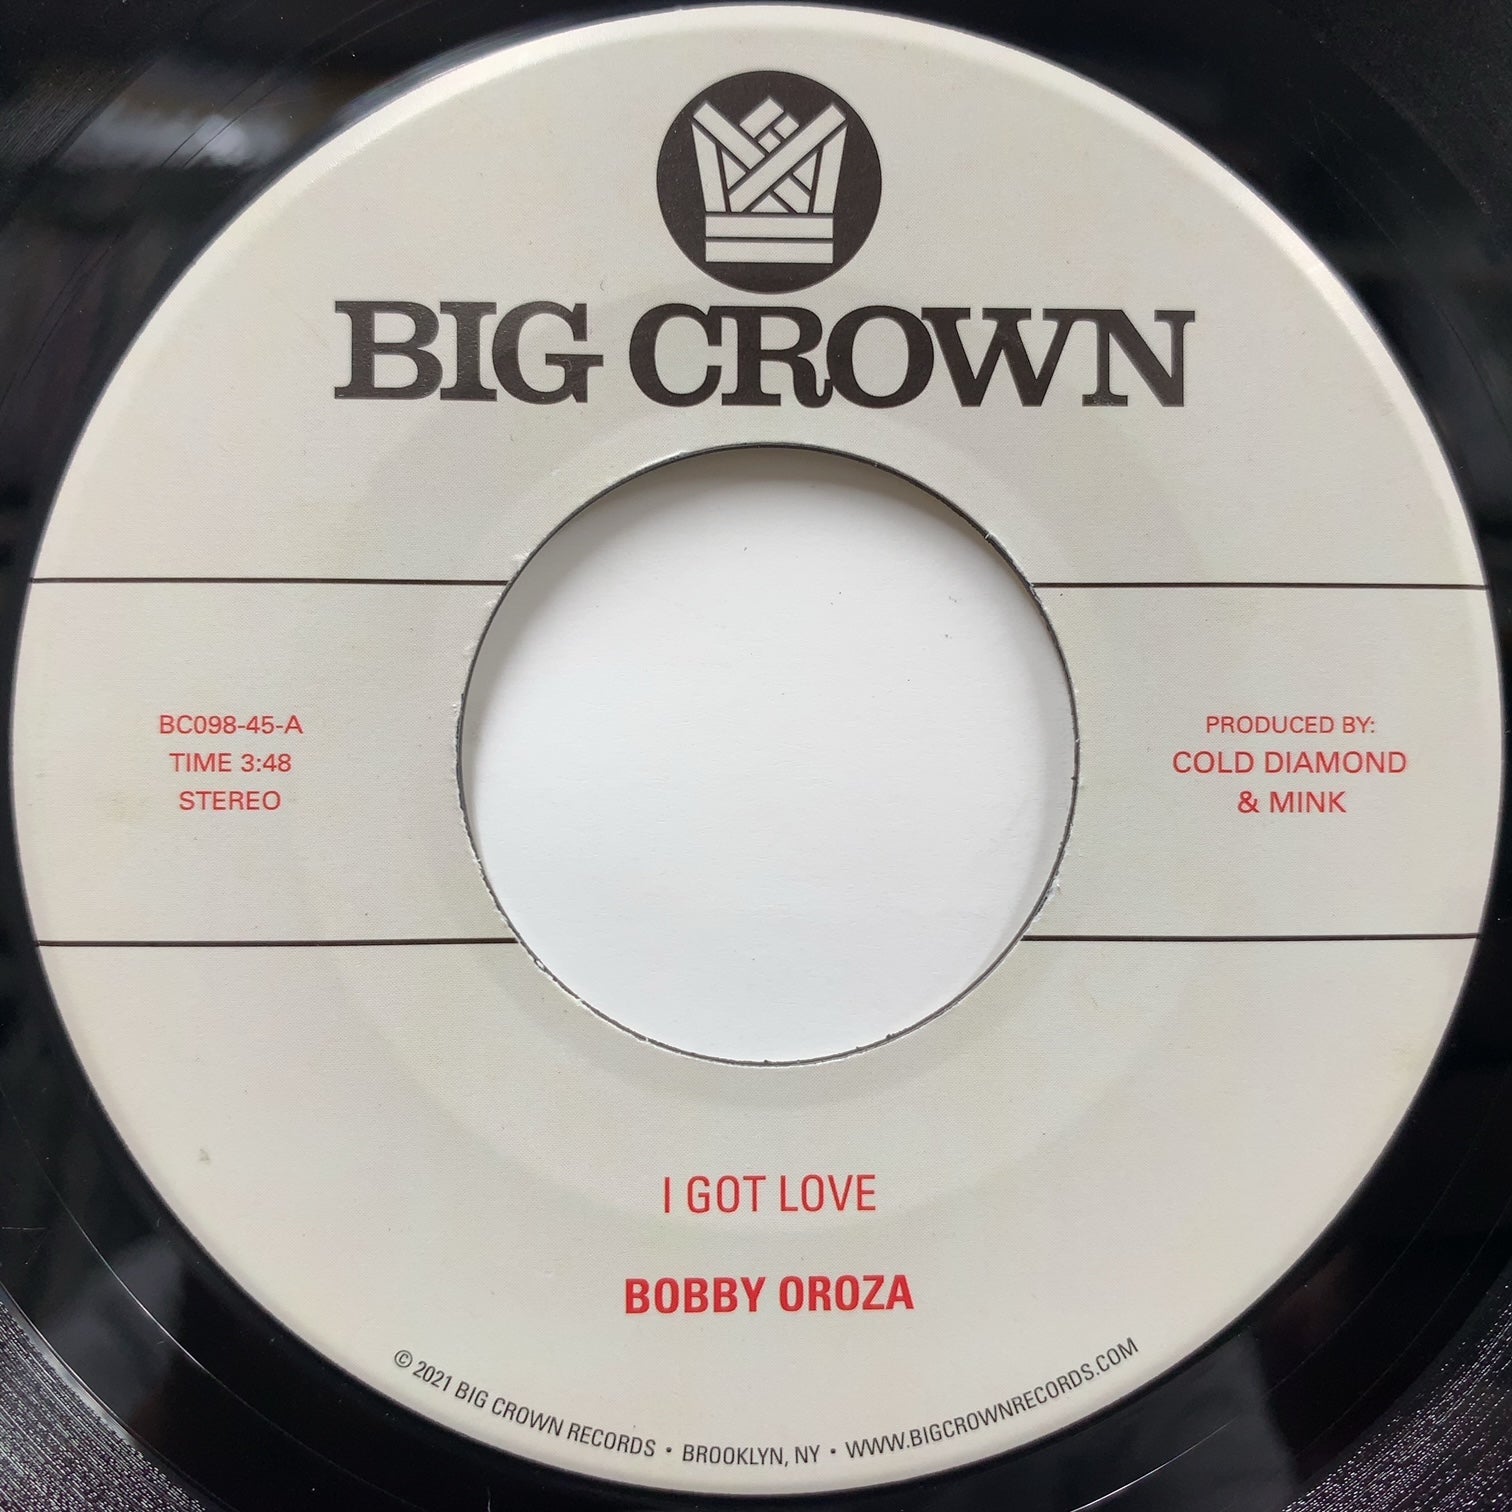 BIG CROWN
BC098-45-A
TIME 3:48
STEREO
PRODUCED BY:
COLD DIAMOND
& MINK
I GOT LOVE
BOBBY OROZA
© 2021 BIG CROWN RECORDS • BROOKLYN, NY • WWW.BIGCROWNRECORDS.COM